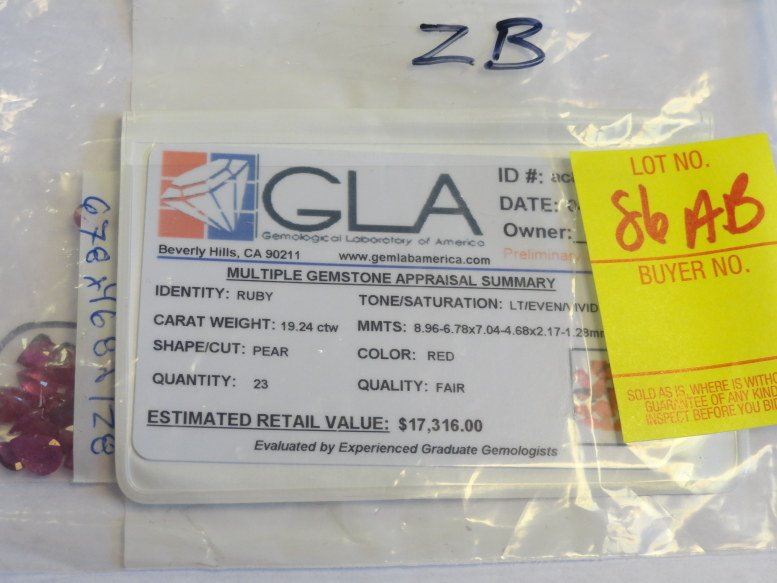 ZB
GLA
Gemological Laboratory of America
Beverly Hills, CA 90211 www.gemlabamerica.com
ID #:
DATE:
Owner:
Preliminary
MULTIPLE GEMSTONE APPRAISAL SUMMARY
IDENTITY: RUBY TONE/SATURATION: LT/EVEN/VIVID
CARAT WEIGHT: 19.24 ctw MMTS: 8.96-6.78x7.04-4.68x2.17-1.28mm
SHAPE/CUT: PEAR COLOR: RED
QUANTITY: 23 QUALITY: FAIR
ESTIMATED RETAIL VALUE: $17,316.00
Evaluated by Experienced Graduate Gemologists
LOT NO.
86 AB
BUYER NO.
SOLD AS IS, WHERE IS WITHO
GUARANTEE OF ANY KIND
INSPECT BEFORE YOU BI